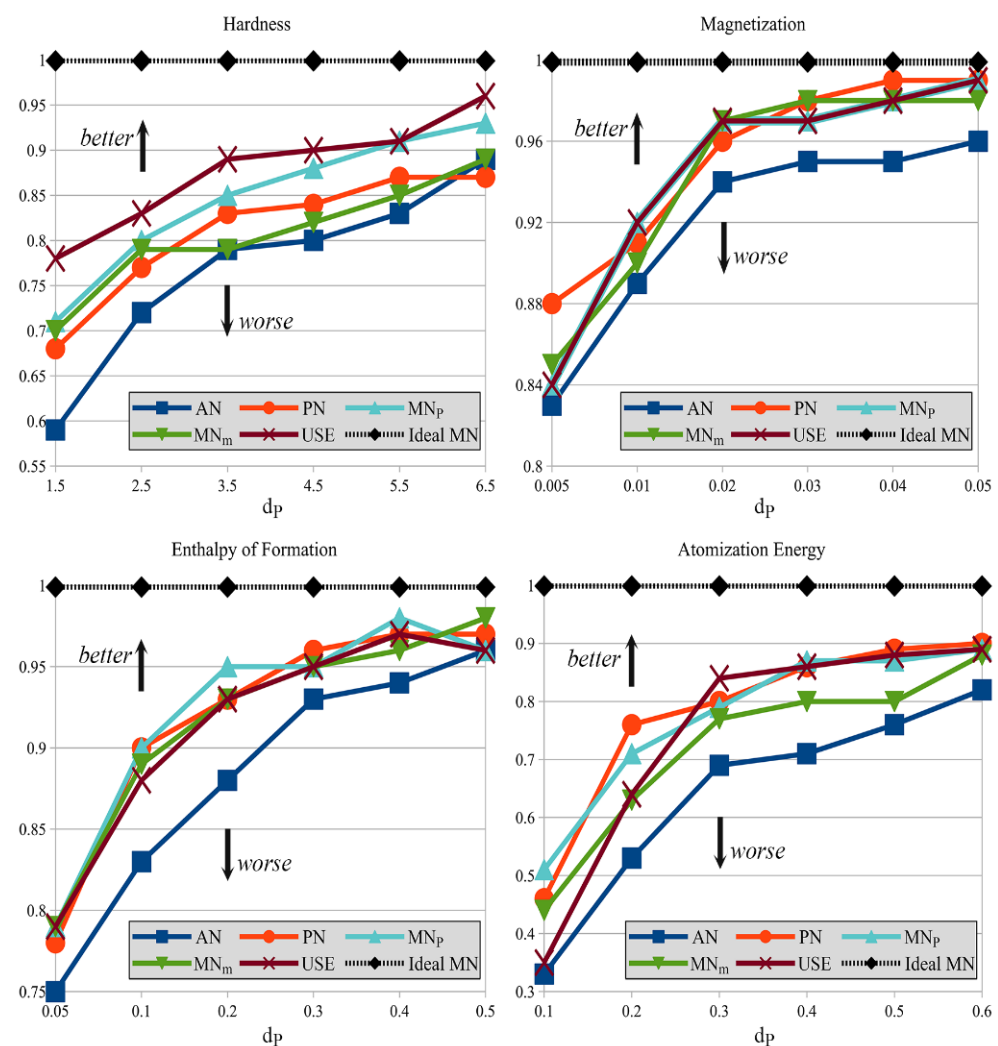 Hardness
1
0.95
0.9
0.85
0.8
0.75
0.7
0.65
0.6
0.55
better
worse
AN PN MNP
MNm USE Ideal MN
1.5 2.5 3.5 4.5 5.5 6.5
dP
Magnetization
1
0.96
0.92
0.88
0.84
0.8
better
worse
AN PN MNP
MNm USE Ideal MN
0.005 0.01 0.02 0.03 0.04 0.05
dP
Enthalpy of Formation
1
0.95
0.9
0.85
0.8
0.75
better
worse
AN PN MNP
MNm USE Ideal MN
0.05 0.1 0.2 0.3 0.4 0.5
dP
Atomization Energy
1
0.9
0.8
0.7
0.6
0.5
0.4
0.3
better
worse
AN PN MNP
MNm USE Ideal MN
0.1 0.2 0.3 0.4 0.5 0.6
dP